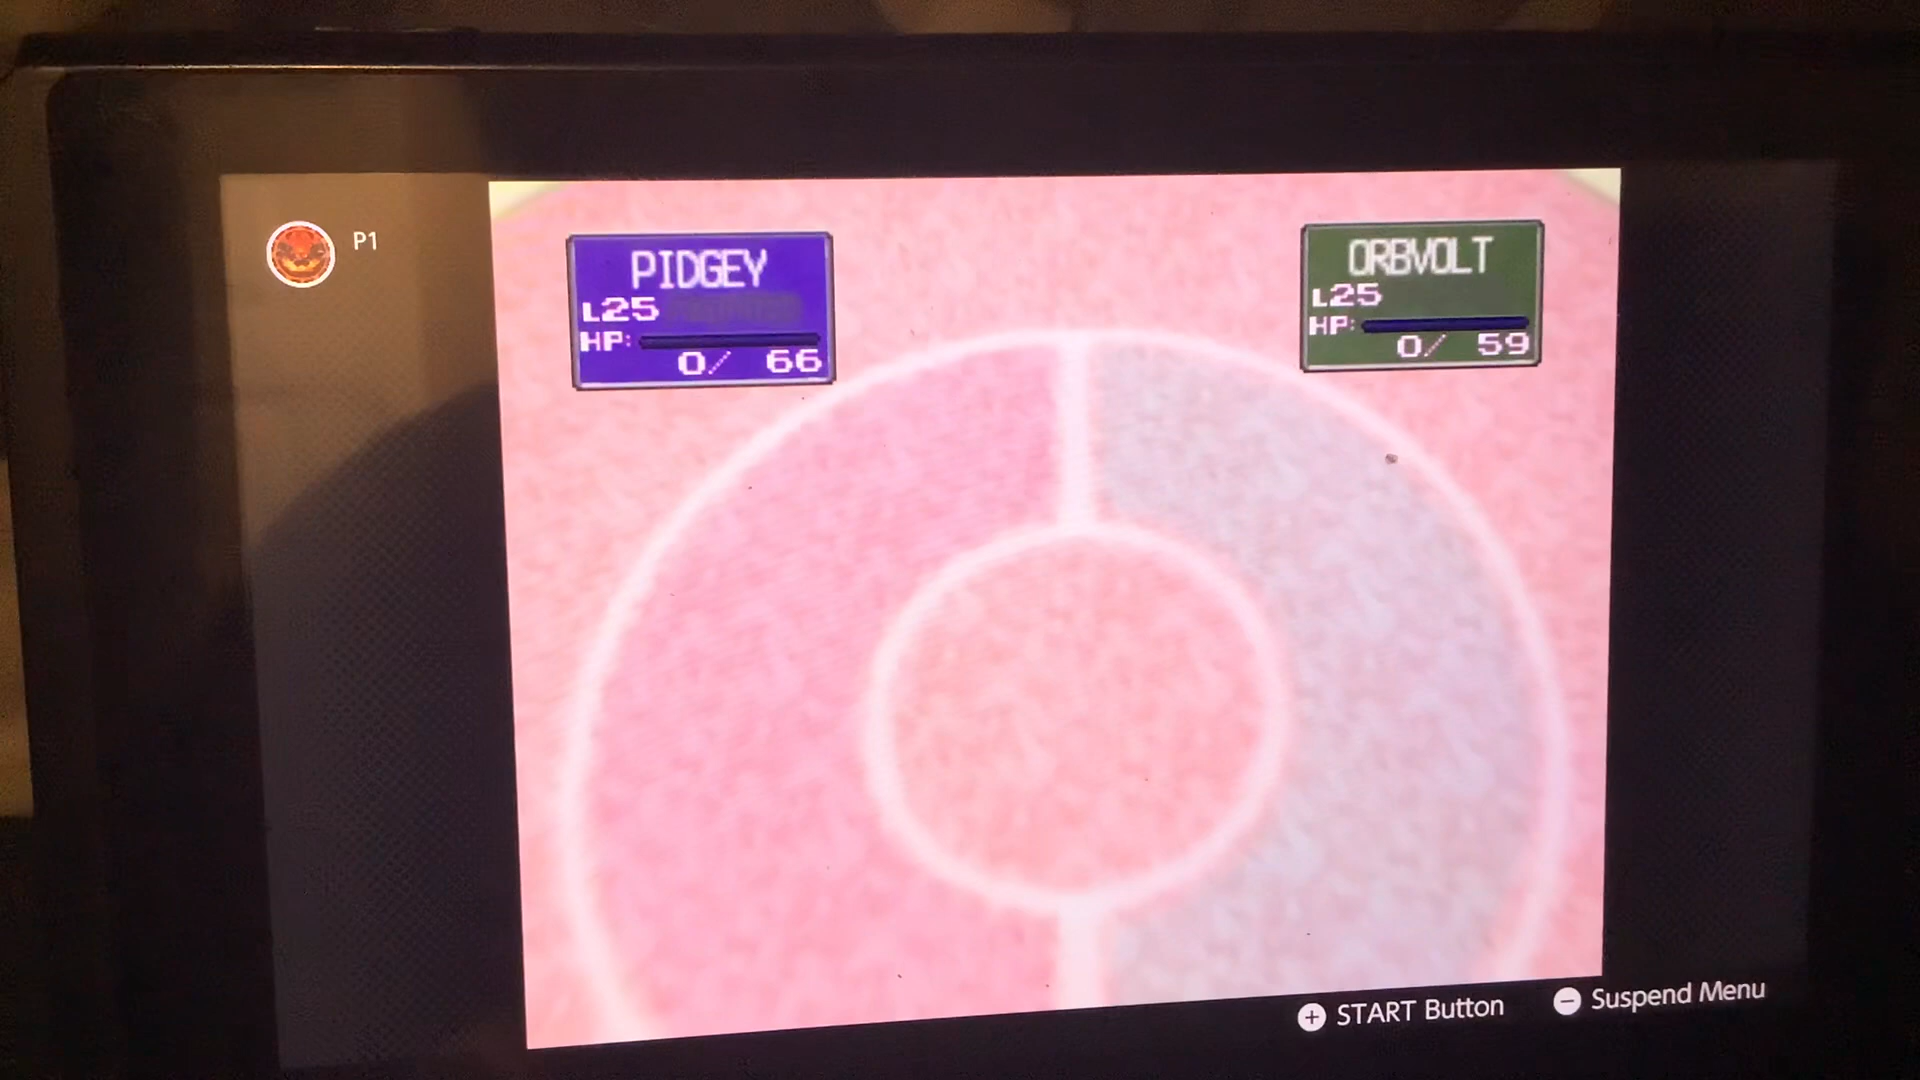 P1
PIDGEY
L25
HP:
0/ 66
ORBVOLT
L25
HP:
0/ 59
START Button
Suspend Menu